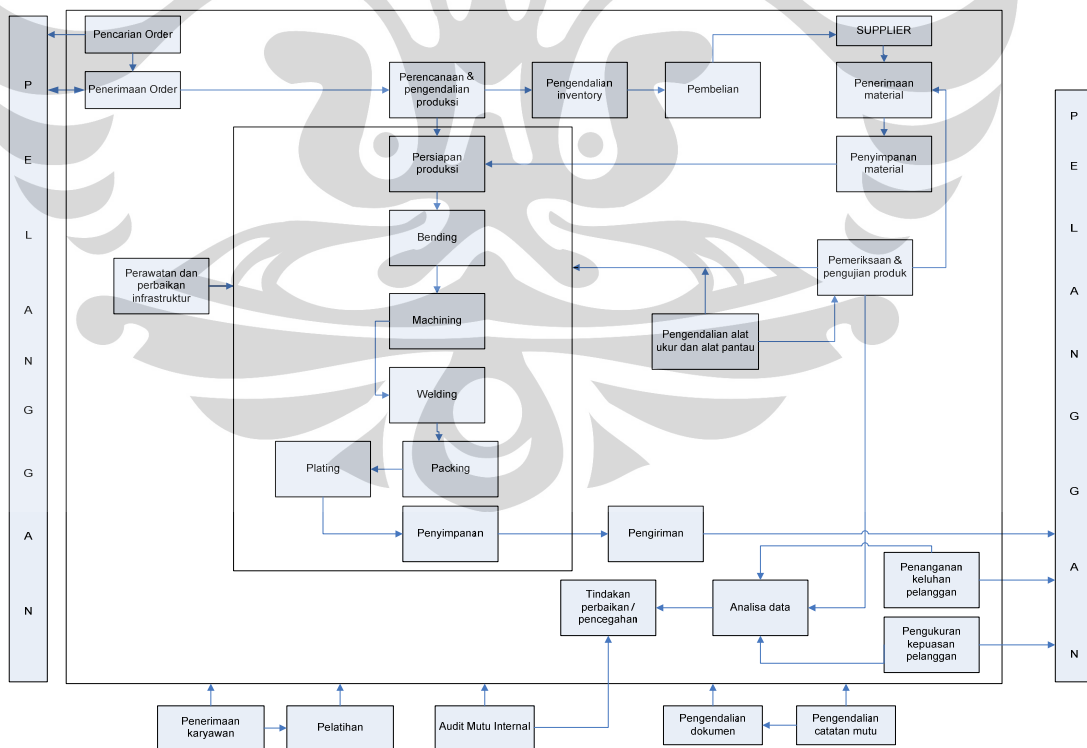 PELANGGAN
Pencarian Order
Penerimaan Order
Perencanaan &
pengendalian
produksi
Pengendalian
inventory
Pembelian
SUPPLIER
Penerimaan
material
Penyimpanan
material
Persiapan
produksi
Bending
Machining
Welding
Packing
Plating
Penyimpanan
Pengiriman
Perawatan dan
perbaikan
infrastruktur
Pemeriksaan &
pengujian produk
Pengendalian alat
ukur dan alat pantau
Penanganan
keluhan
pelanggan
Analisa data
Tindakan
perbaikan /
pencegahan
Pengukuran
kepuasan
pelanggan
Penerimaan
karyawan
Pelatihan
Audit Mutu Internal
Pengendalian
dokumen
Pengendalian
catatan mutu
PELANGGAN